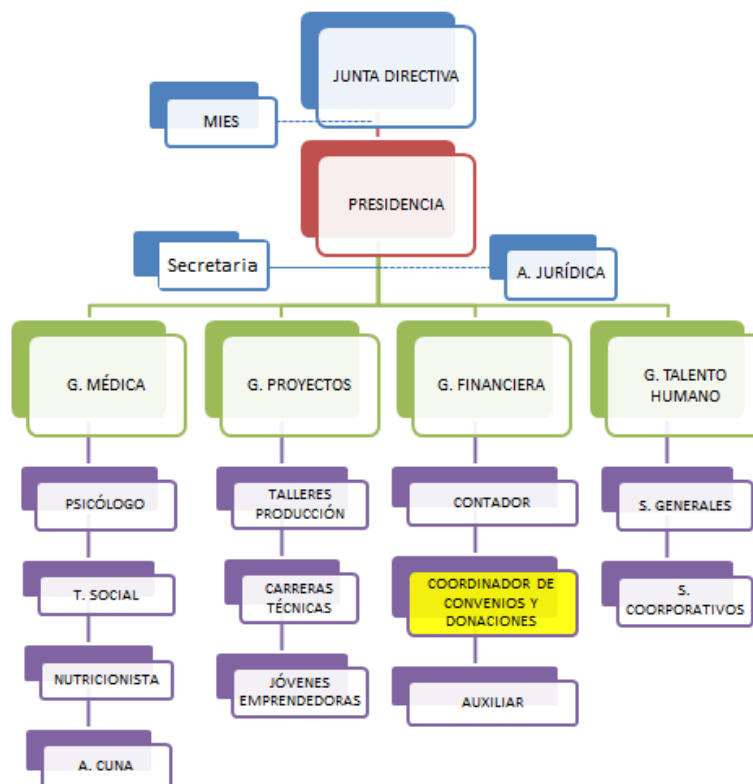 JUNTA DIRECTIVA
MIES
PRESIDENCIA
Secretaria
A. JURÍDICA
G. MÉDICA
G. PROYECTOS
G. FINANCIERA
G. TALENTO
HUMANO
PSICÓLOGO
TALLERES
PRODUCCIÓN
CONTADOR
S. GENERALES
T. SOCIAL
CARRERAS
TÉCNICAS
COORDINADOR DE
CONVENIOS Y
DONACIONES
S.
COORPORATIVOS
NUTRICIONISTA
JÓVENES
EMPRENDEDORAS
AUXILIAR
A. CUNA